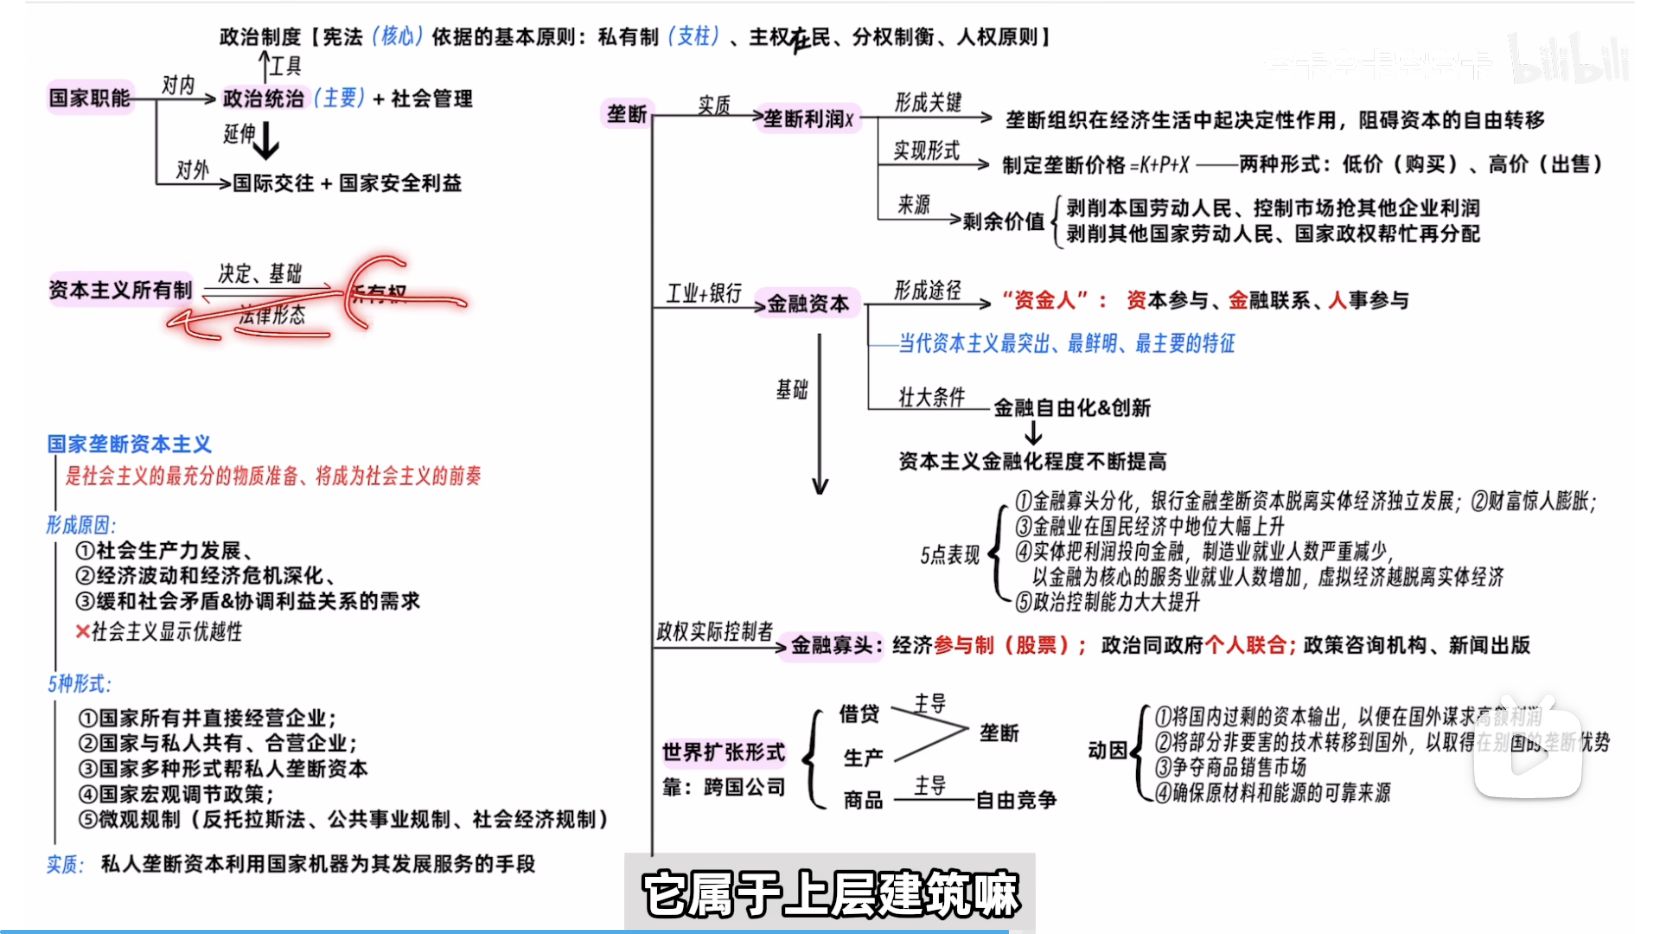 政治制度【宪法（核心）依据的基本原则：私有制（支柱）、主权在民、分权制衡、人权原则】
工具
国家职能
对内
政治统治（主要）+社会管理
延伸
对外
国际交往+国家安全利益
资本主义所有制
决定、基础
所有权
法律形态
国家垄断资本主义
是社会主义的最充分的物质准备、将成为社会主义的前奏
形成原因：
①社会生产力发展、
②经济波动和经济危机深化、
③缓和社会矛盾&协调利益关系的需求
❌社会主义显示优越性
5种形式：
①国家所有并直接经营企业；
②国家与私人共有、合营企业；
③国家多种形式帮私人垄断资本
④国家宏观调节政策；
⑤微观规制（反托拉斯法、公共事业规制、社会经济规制）
实质：私人垄断资本利用国家机器为其发展服务的手段
垄断
实质
垄断利润x
形成关键
垄断组织在经济生活中起决定性作用，阻碍资本的自由转移
实现形式
制定垄断价格=K+P+X——两种形式：低价（购买）、高价（出售）
来源
剩余价值
剥削本国劳动人民、控制市场抢其他企业利润
剥削其他国家劳动人民、国家政权帮忙再分配
工业+银行
金融资本
形成途径
“资金人”：资本参与、金融联系、人事参与
当代资本主义最突出、最鲜明、最主要的特征
基础
壮大条件
金融自由化&创新
资本主义金融化程度不断提高
5点表现
①金融寡头分化，银行金融垄断资本脱离实体经济独立发展；②财富惊人膨胀；
③金融业在国民经济中地位大幅上升
④实体把利润投向金融，制造业就业人数严重减少，
以金融为核心的服务业就业人数增加，虚拟经济越脱离实体经济
⑤政治控制能力大大提升
政权实际控制者
金融寡头：经济参与制（股票）；政治同政府个人联合；政策咨询机构、新闻出版
世界扩张形式
靠：跨国公司
借贷
主导
生产
垄断
商品
主导
自由竞争
动因
①将国内过剩的资本输出，以便在国外谋求高额利润
②将部分非要害的技术转移到国外，以取得在别国的垄断优势
③争夺商品销售市场
④确保原材料和能源的可靠来源
它属于上层建筑嘛
bilibili